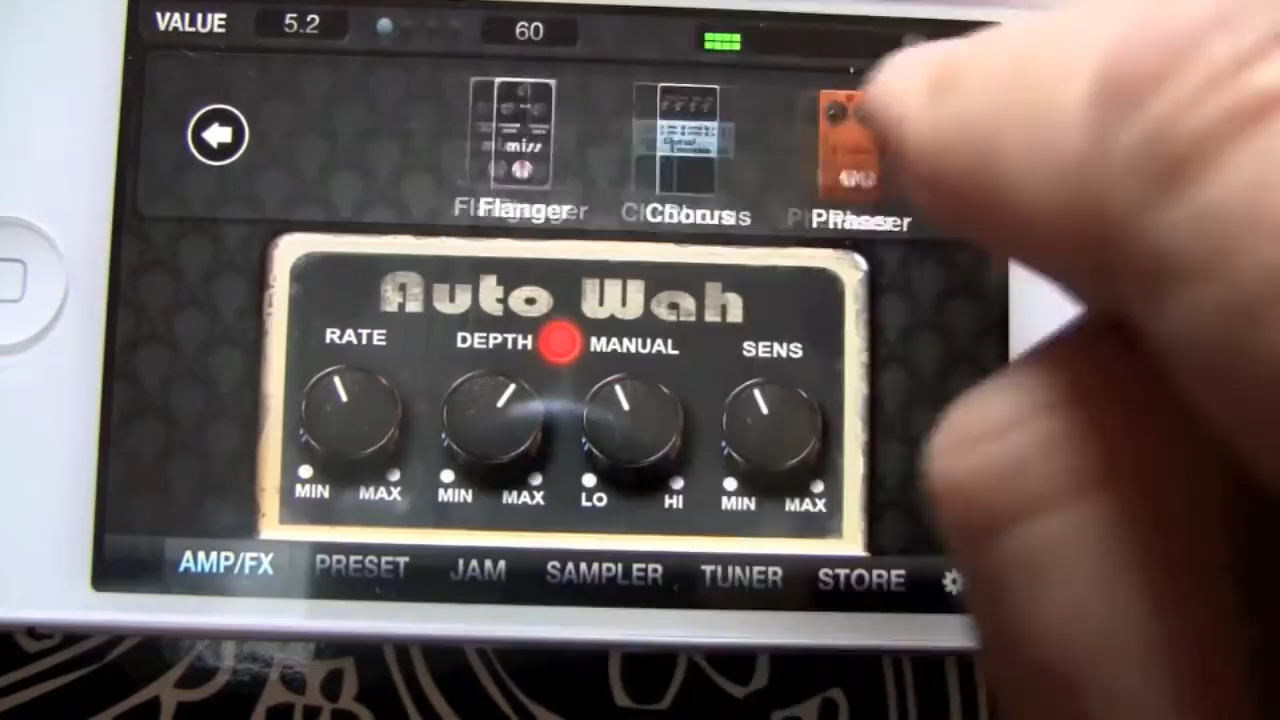 VALUE 5.2 60
Flanger Chorus Phaser
Auto Wah
RATE DEPTH MANUAL SENS
MIN MAX MIN MAX LO HI MIN MAX
AMP/FX PRESET JAM SAMPLER TUNER STORE